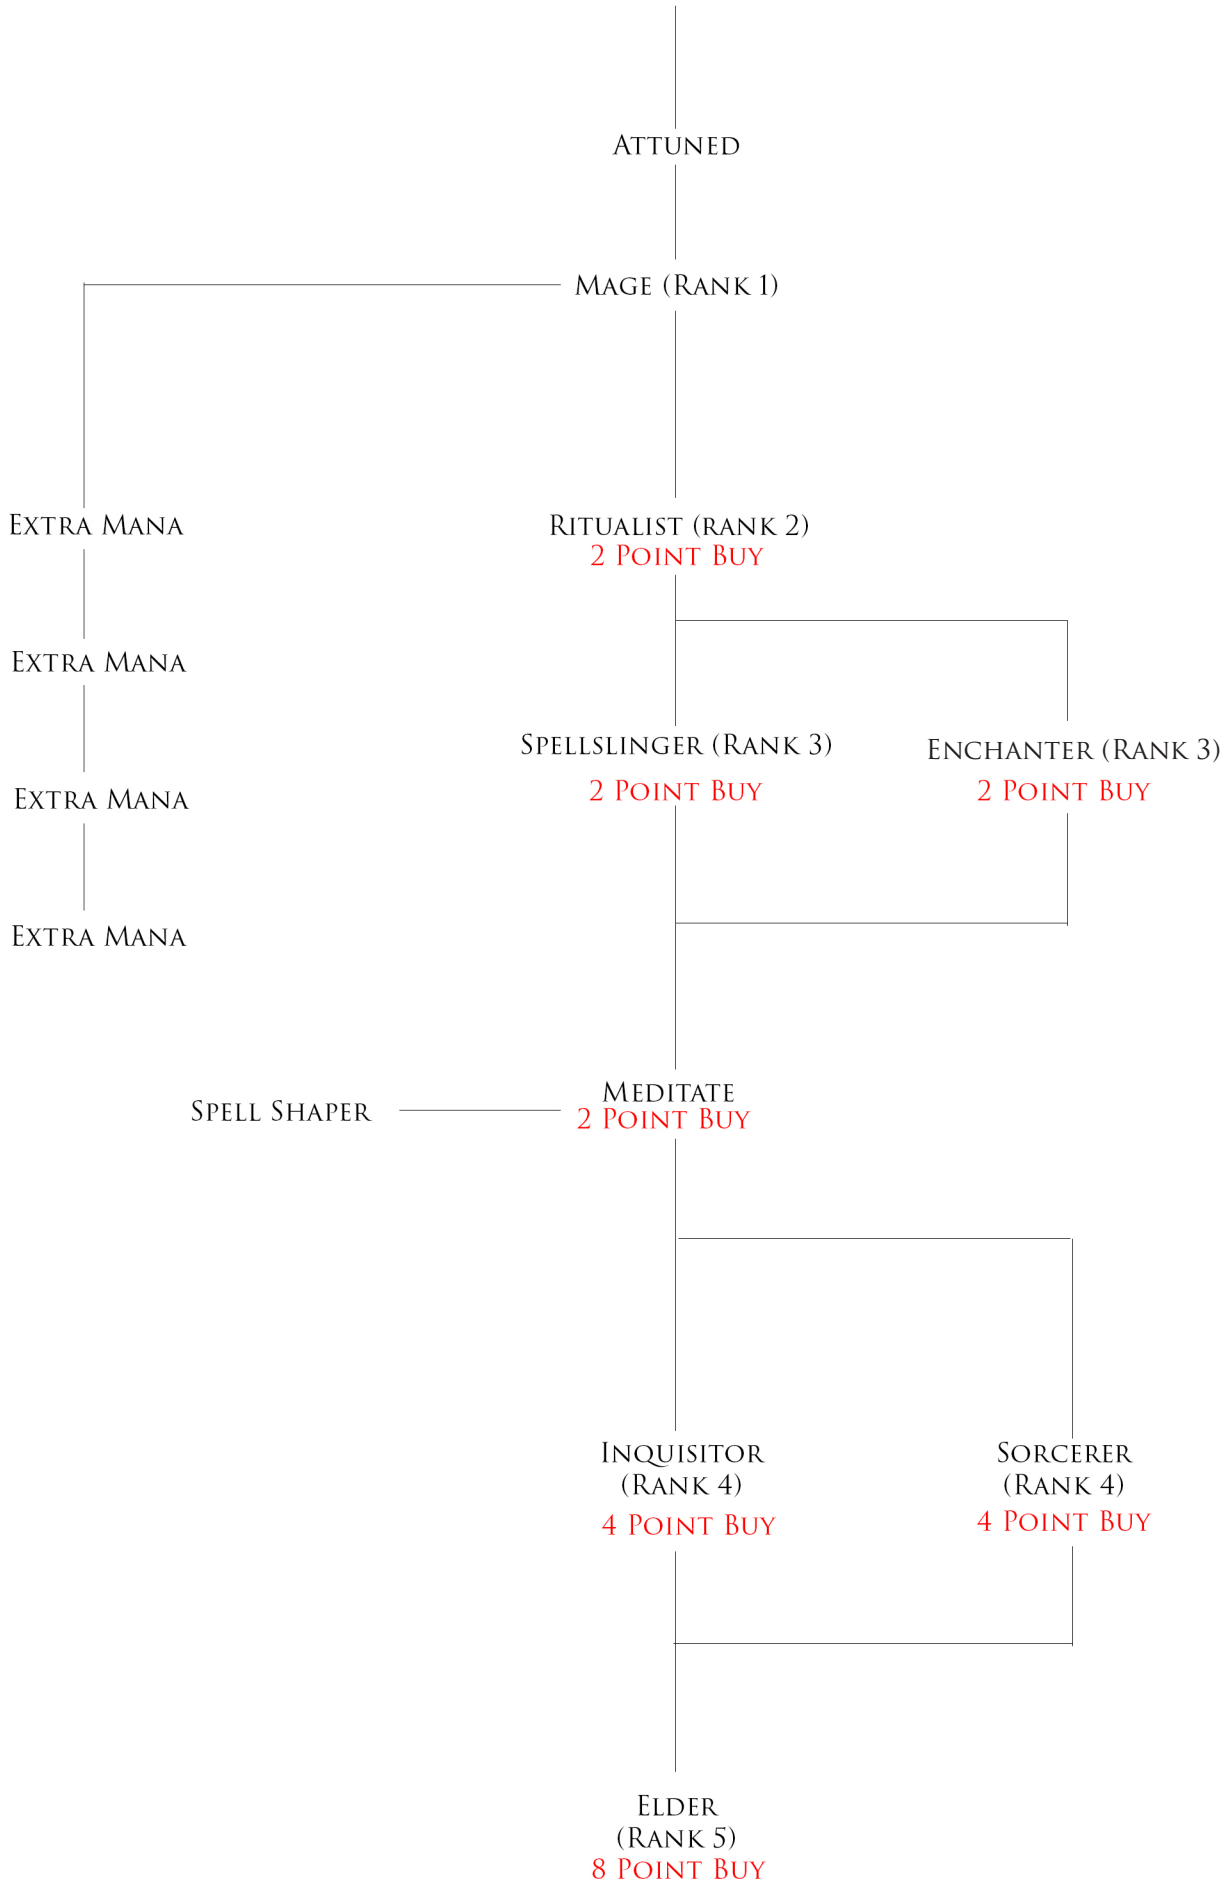 Attuned
Mage (Rank 1)
Extra Mana
Ritualist (rank 2)
2 Point Buy
Extra Mana
Spellslinger (Rank 3)
2 Point Buy
Enchanter (Rank 3)
2 Point Buy
Extra Mana
Extra Mana
Spell Shaper
Meditate
2 Point Buy
Inquisitor
(Rank 4)
4 Point Buy
Sorcerer
(Rank 4)
4 Point Buy
Elder
(Rank 5)
8 Point Buy